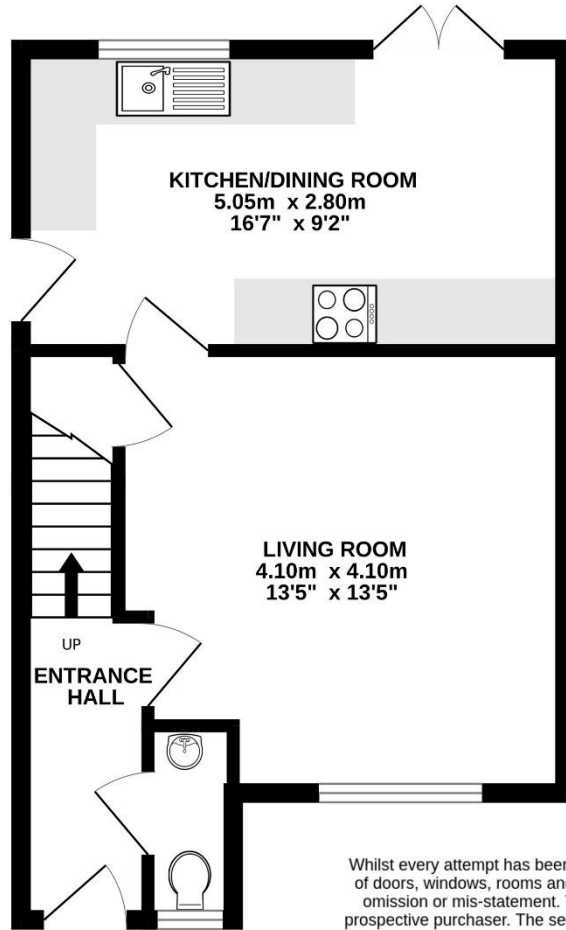 KITCHEN/DINING ROOM
5.05m x 2.80m
16'7" x 9'2"
LIVING ROOM
4.10m x 4.10m
13'5" x 13'5"
UP
ENTRANCE
HALL
Whilst every attempt has been
of doors, windows, rooms and
omission or mis-statement.
prospective purchaser. The se